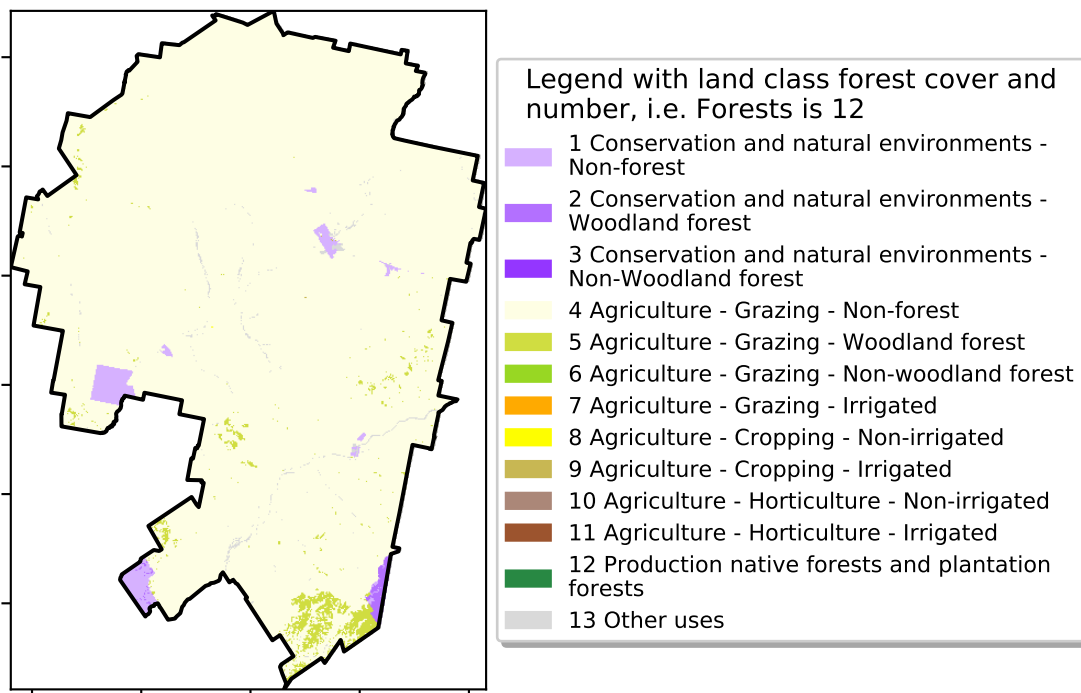 Legend with land class forest cover and
number, i.e. Forests is 12
1 Conservation and natural environments -
Non-forest
2 Conservation and natural environments -
Woodland forest
3 Conservation and natural environments -
Non-Woodland forest
4 Agriculture - Grazing - Non-forest
5 Agriculture - Grazing - Woodland forest
6 Agriculture - Grazing - Non-woodland forest
7 Agriculture - Grazing - Irrigated
8 Agriculture - Cropping - Non-irrigated
9 Agriculture - Cropping - Irrigated
10 Agriculture - Horticulture - Non-irrigated
11 Agriculture - Horticulture - Irrigated
12 Production native forests and plantation
forests
13 Other uses